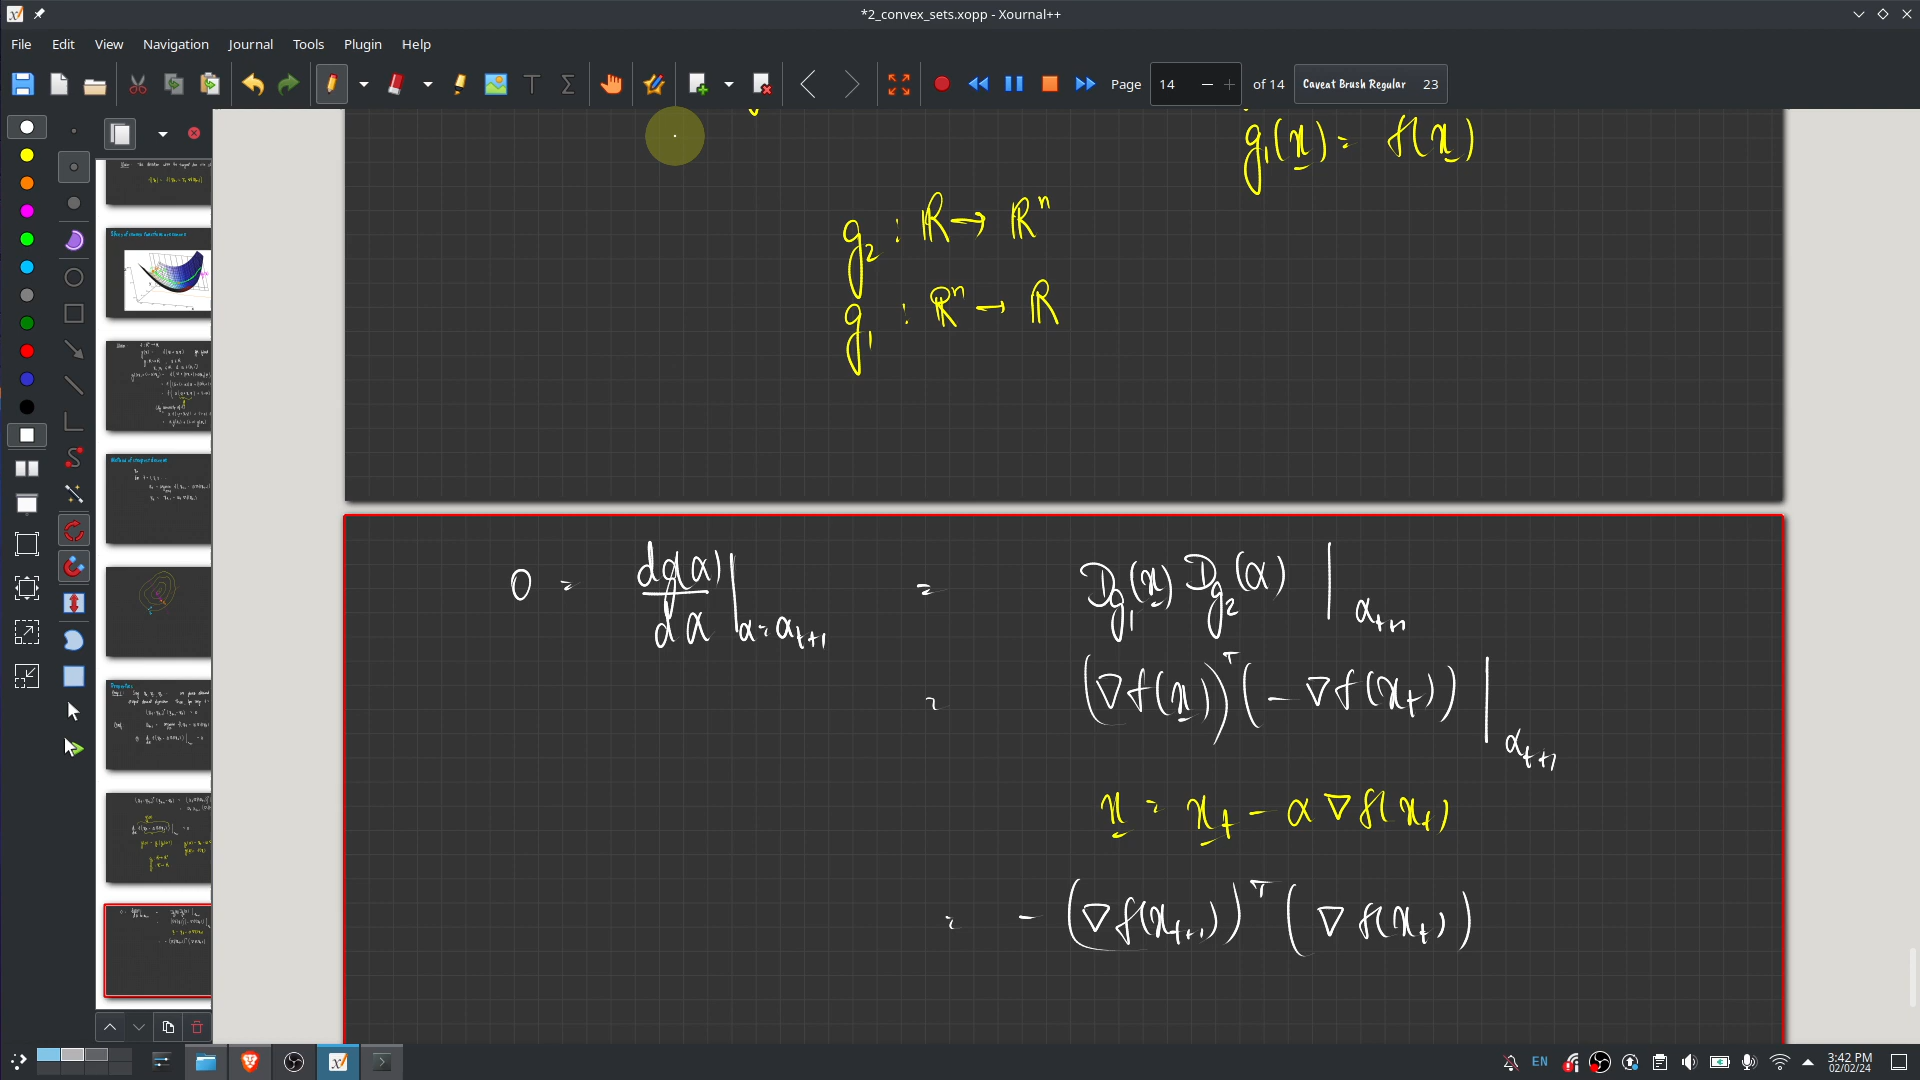 *2_convex_sets.xopp - Xournal++
File Edit View Navigation Journal Tools Plugin Help
Page 14 of 14 Caveat Brush Regular 23
g₁(x) = f(x)
g₂ : ℝ → ℝⁿ
g₁ : ℝⁿ → ℝ
0 = dg(α)/dα |α=αₜ₊₁ = Dg₁(x) Dg₂(α) |αₜ₊₁
= (∇f(x))ᵀ (-∇f(xₜ)) |αₜ₊₁
x = xₜ - α∇f(xₜ)
= -(∇f(xₜ₊₁))ᵀ (∇f(xₜ))
EN
3:42 PM
02/02/24